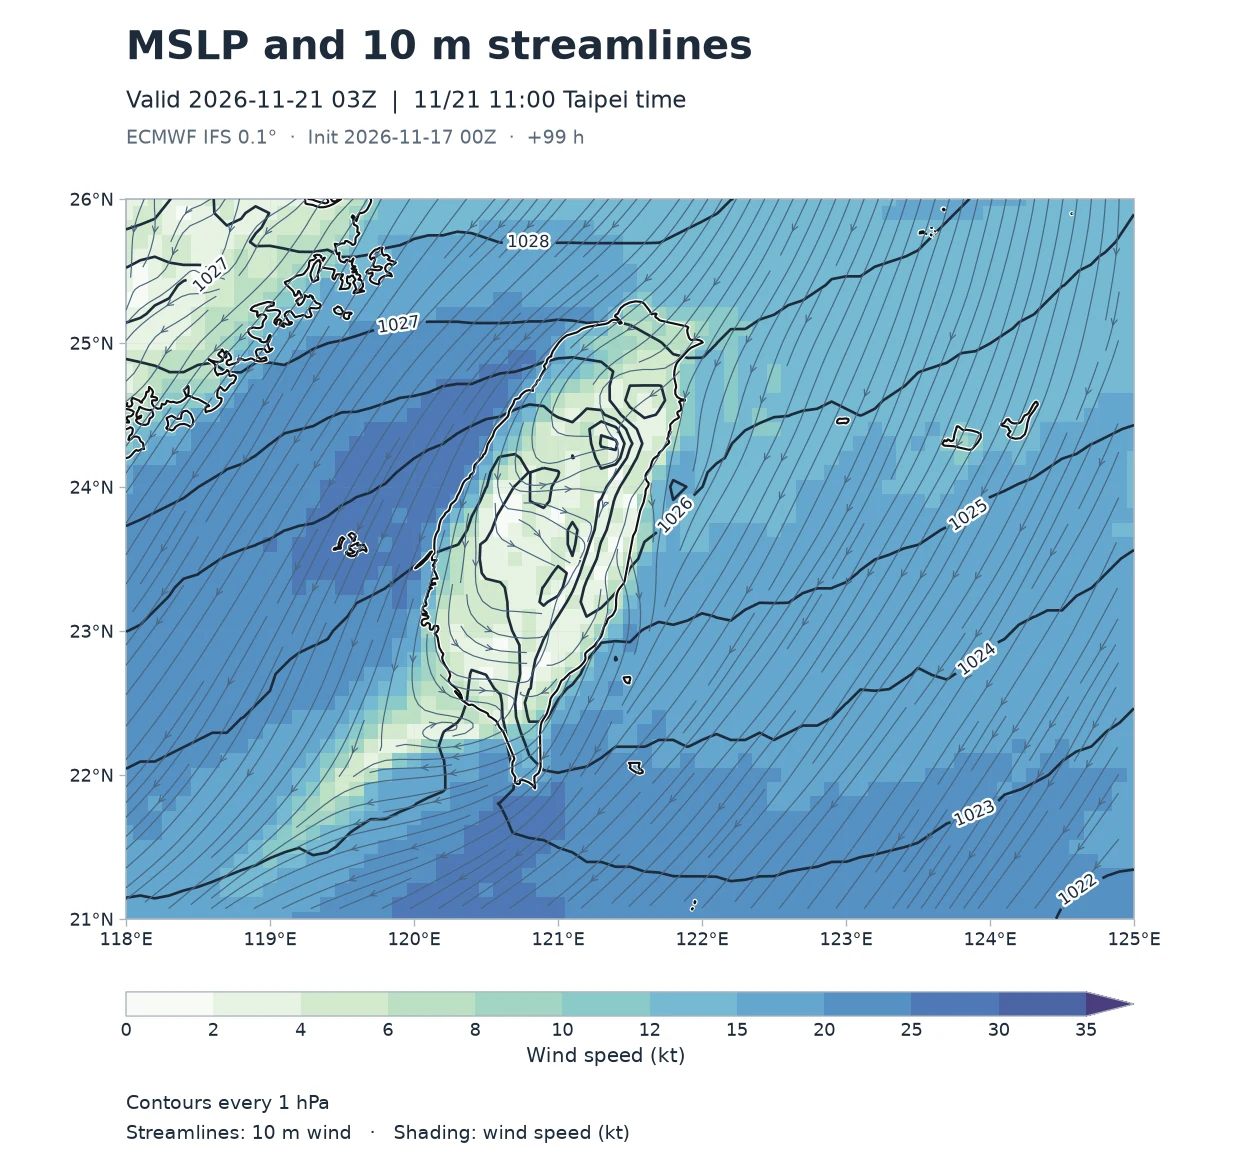 MSLP and 10 m streamlines
Valid 2026-11-21 03Z | 11/21 11:00 Taipei time
ECMWF IFS 0.1° · Init 2026-11-17 00Z · +99 h
26°N
25°N
24°N
23°N
22°N
21°N
1028
1027
1027
1026
1025
1024
1023
1022
118°E 119°E 120°E 121°E 122°E 123°E 124°E 125°E
0 2 4 6 8 10 12 15 20 25 30 35
Wind speed (kt)
Contours every 1 hPa
Streamlines: 10 m wind · Shading: wind speed (kt)